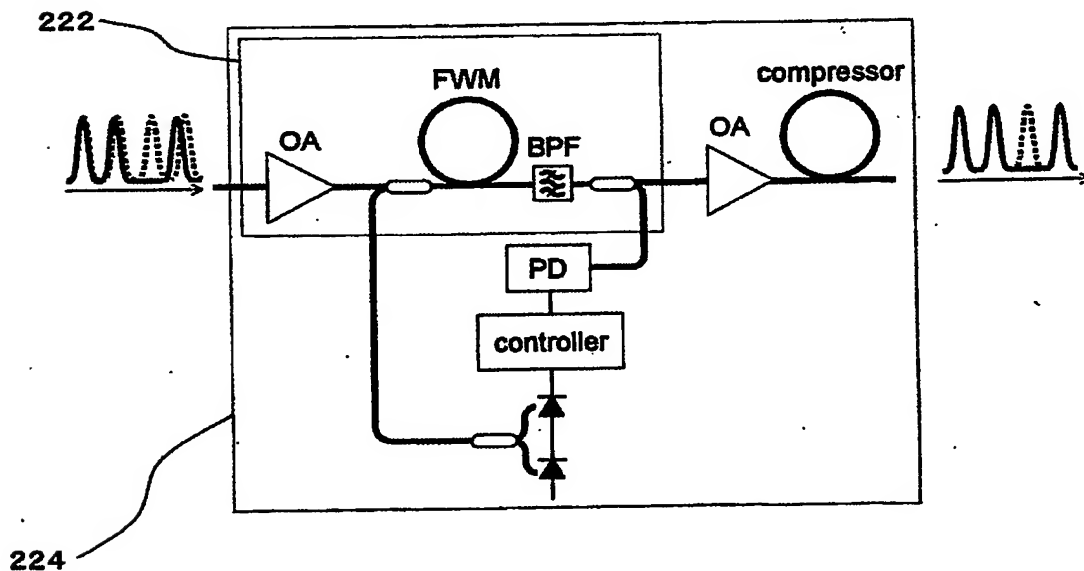 222
FWM
compressor
OA
BPF
OA
PD
controller
224